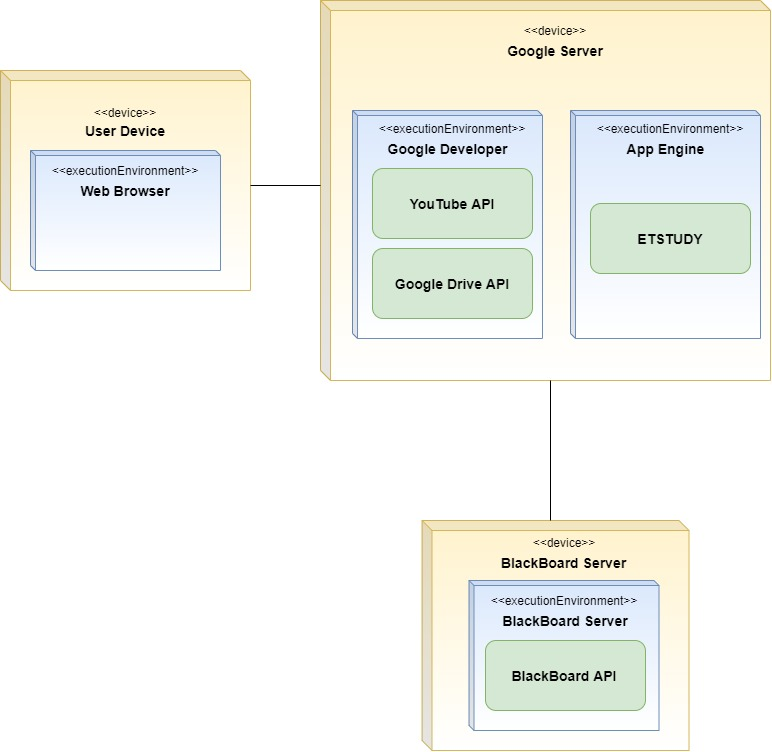 <<device>>
Google Server
<<device>>
User Device
<<executionEnvironment>>
Web Browser
<<executionEnvironment>>
Google Developer
YouTube API
Google Drive API
<<executionEnvironment>>
App Engine
ETSTUDY
<<device>>
BlackBoard Server
<<executionEnvironment>>
BlackBoard Server
BlackBoard API